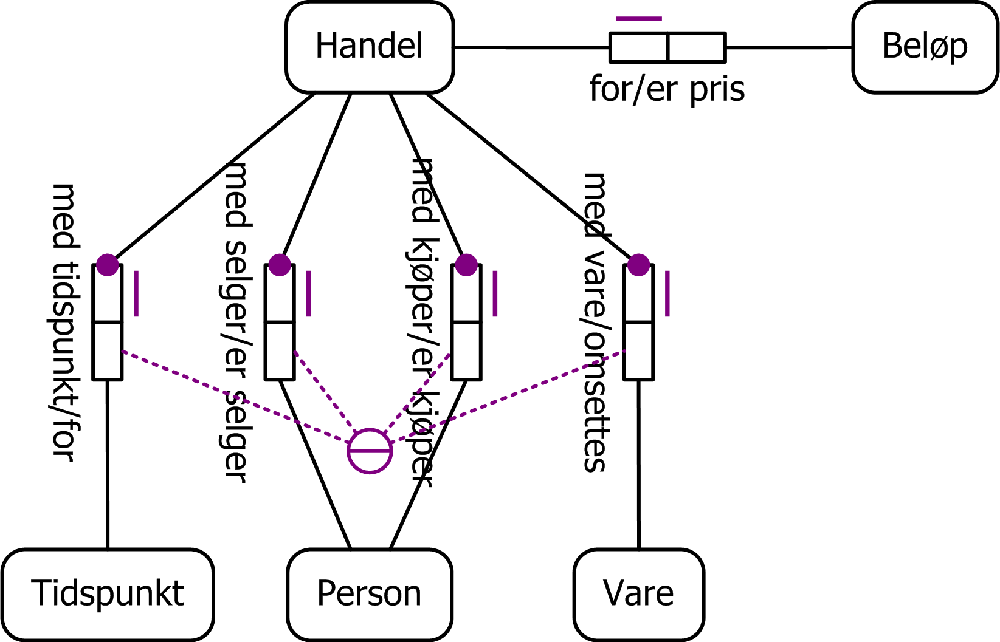 Handel
Beløp
for/er pris
med tidspunkt/for
med selger/er selger
med kjøper/er kjøper
med vare/omsettes
Tidspunkt
Person
Vare